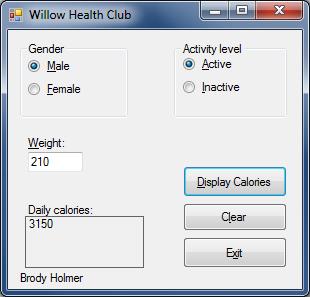 Willow Health Club
Gender
Male
Female
Activity level
Active
Inactive
Weight:
210
Display Calories
Daily calories:
3150
Clear
Exit
Brody Holmer